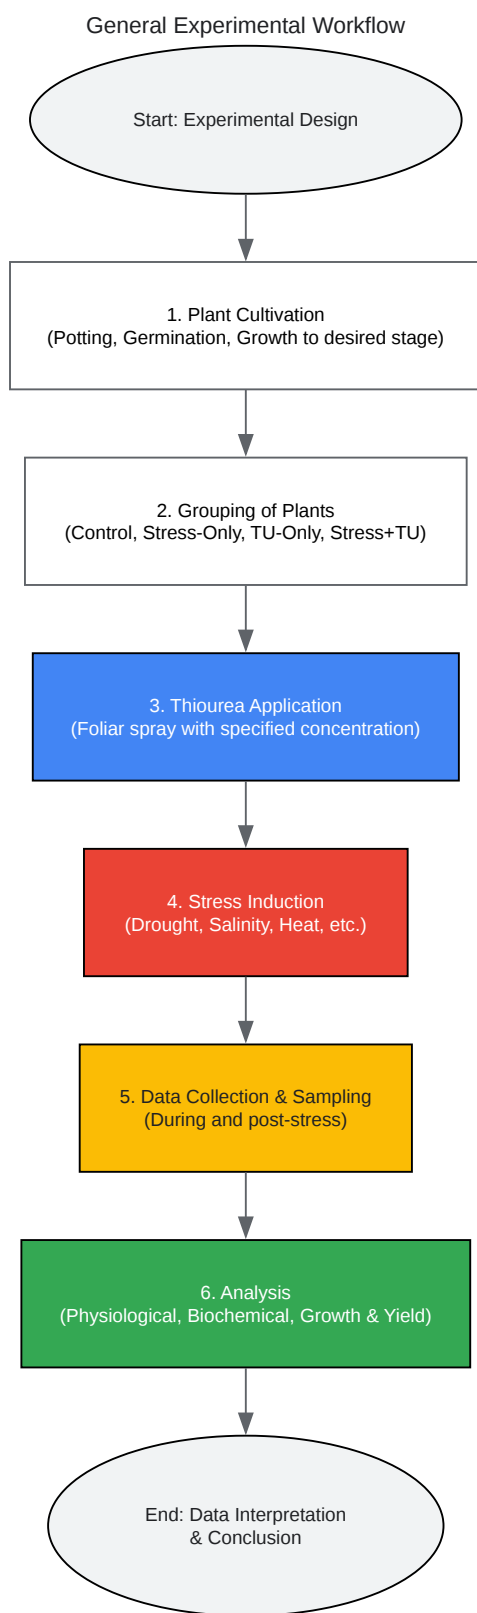 General Experimental Workflow
Start: Experimental Design
1. Plant Cultivation
(Potting, Germination, Growth to desired stage)
2. Grouping of Plants
(Control, Stress-Only, TU-Only, Stress+TU)
3. Thiourea Application
(Foliar spray with specified concentration)
4. Stress Induction
(Drought, Salinity, Heat, etc.)
5. Data Collection & Sampling
(During and post-stress)
6. Analysis
(Physiological, Biochemical, Growth & Yield)
End: Data Interpretation
& Conclusion